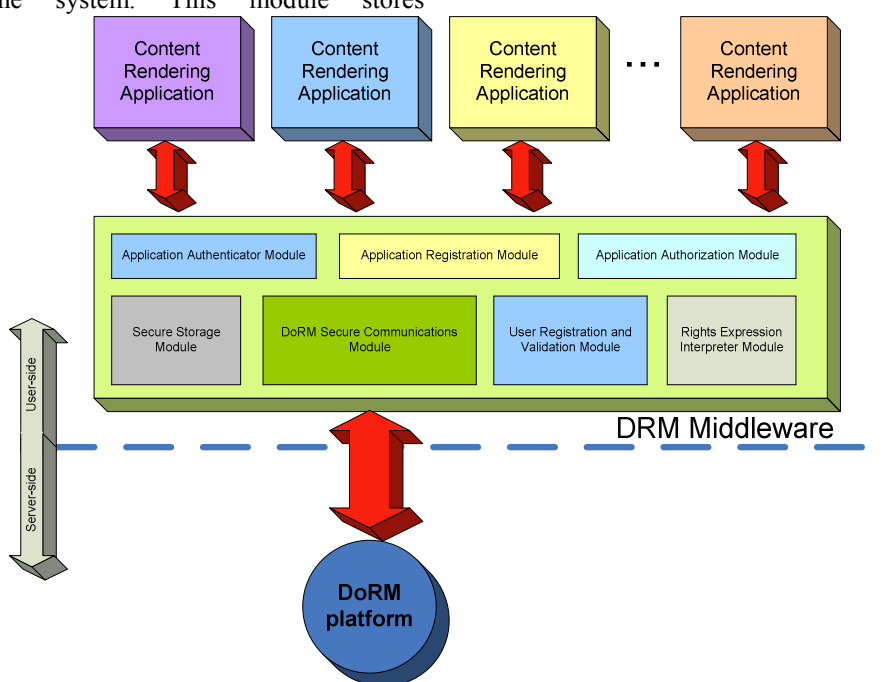 system. This module stores
Content
Rendering
Application
Content
Rendering
Application
Content
Rendering
Application
...
Content
Rendering
Application
Application Authenticator Module
Application Registration Module
Application Authorization Module
Secure Storage
Module
DoRM Secure Communications
Module
User Registration and
Validation Module
Rights Expression
Interpreter Module
User-side
Server-side
DRM Middleware
DoRM
platform